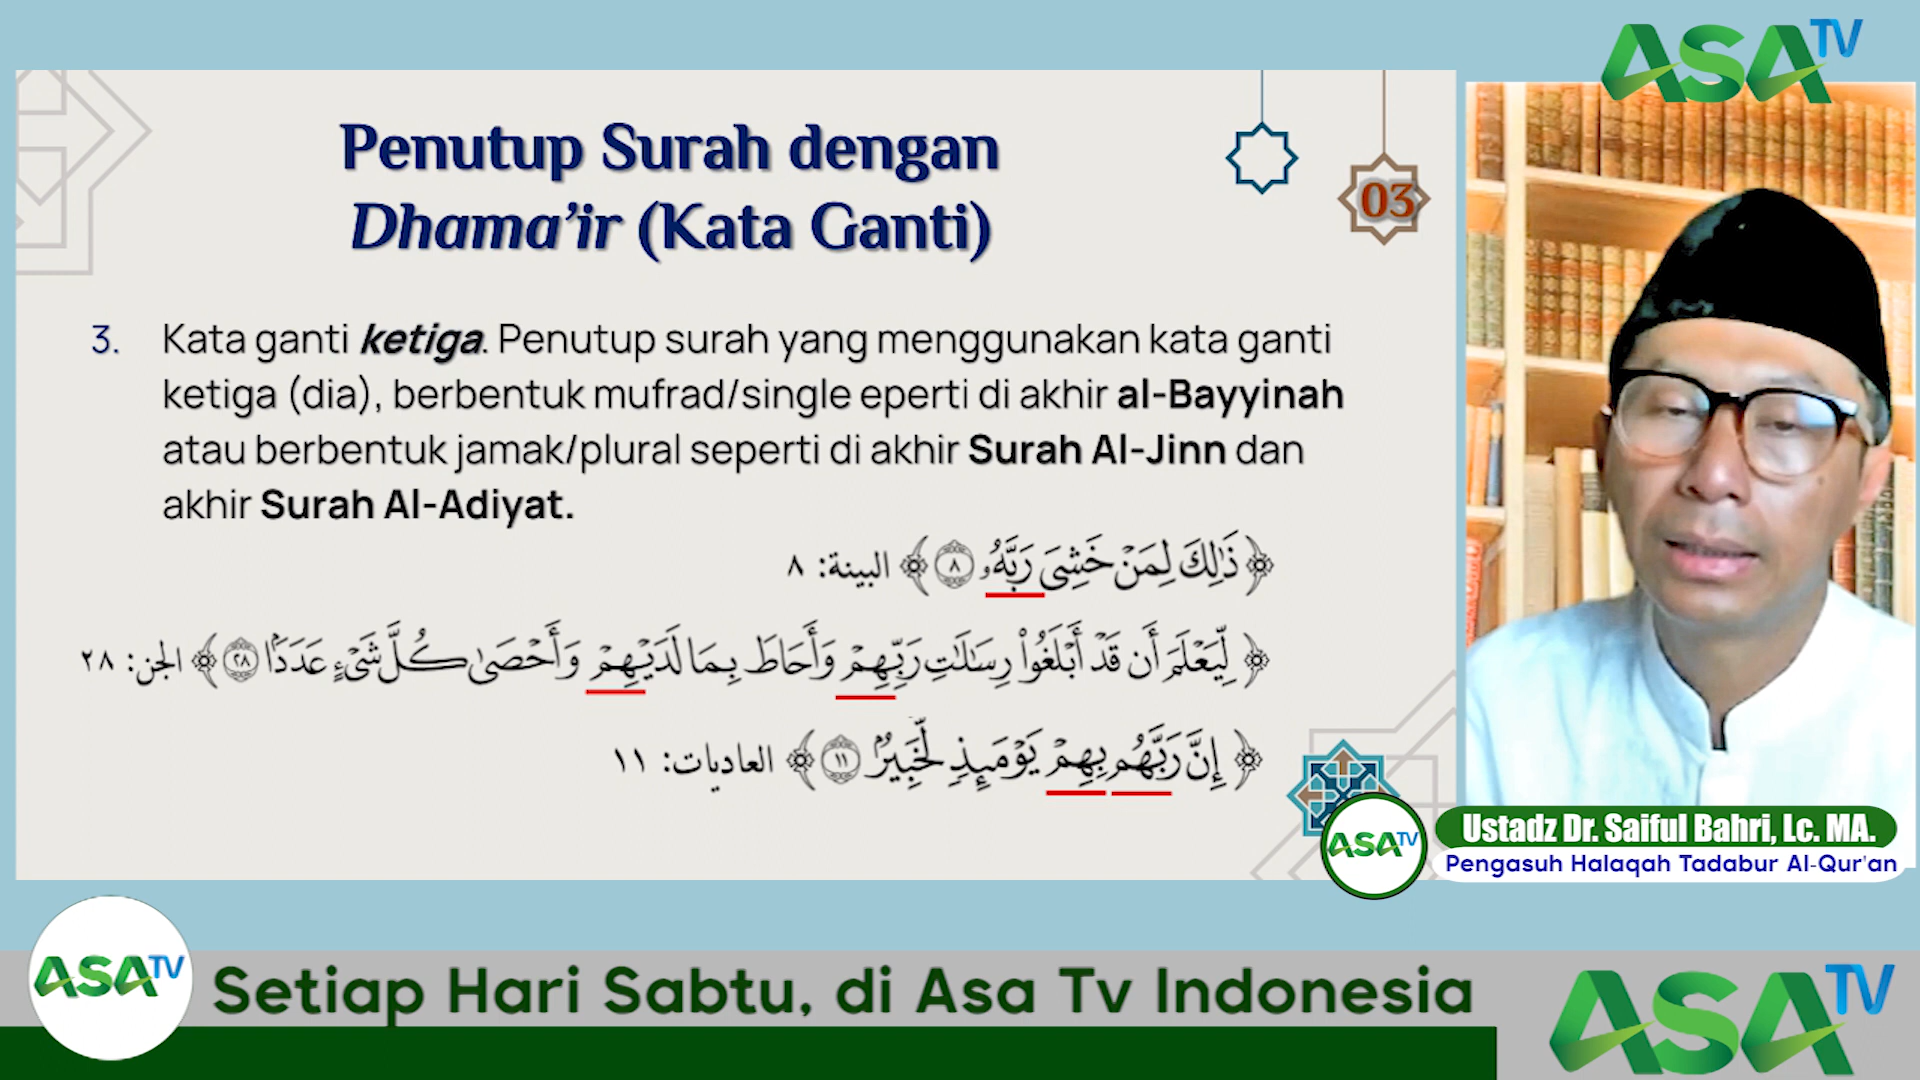 ASA TV
Penutup Surah dengan
Dhama'ir (Kata Ganti)
03
3. Kata ganti ketiga. Penutup surah yang menggunakan kata ganti
ketiga (dia), berbentuk mufrad/single eperti di akhir al-Bayyinah
atau berbentuk jamak/plural seperti di akhir Surah Al-Jinn dan
akhir Surah Al-Adiyat.
﴿ذَٰلِكَ لِمَنْ خَشِيَ رَبَّهُۥ ٨﴾ البينة: ٨
﴿لِّيَعْلَمَ أَن قَدْ أَبْلَغُوا۟ رِسَٰلَٰتِ رَبِّهِمْ وَأَحَاطَ بِمَا لَدَيْهِمْ وَأَحْصَىٰ كُلَّ شَىْءٍ عَدَدًۢا ٢٨﴾ الجن: ٢٨
﴿إِنَّ رَبَّهُم بِهِمْ يَوْمَئِذٍ لَّخَبِيرٌۢ ١١﴾ العاديات: ١١
ASA TV
Ustadz Dr. Saiful Bahri, Lc. MA.
Pengasuh Halaqah Tadabur Al-Qur'an
ASA TV
Setiap Hari Sabtu, di Asa Tv Indonesia
ASA TV